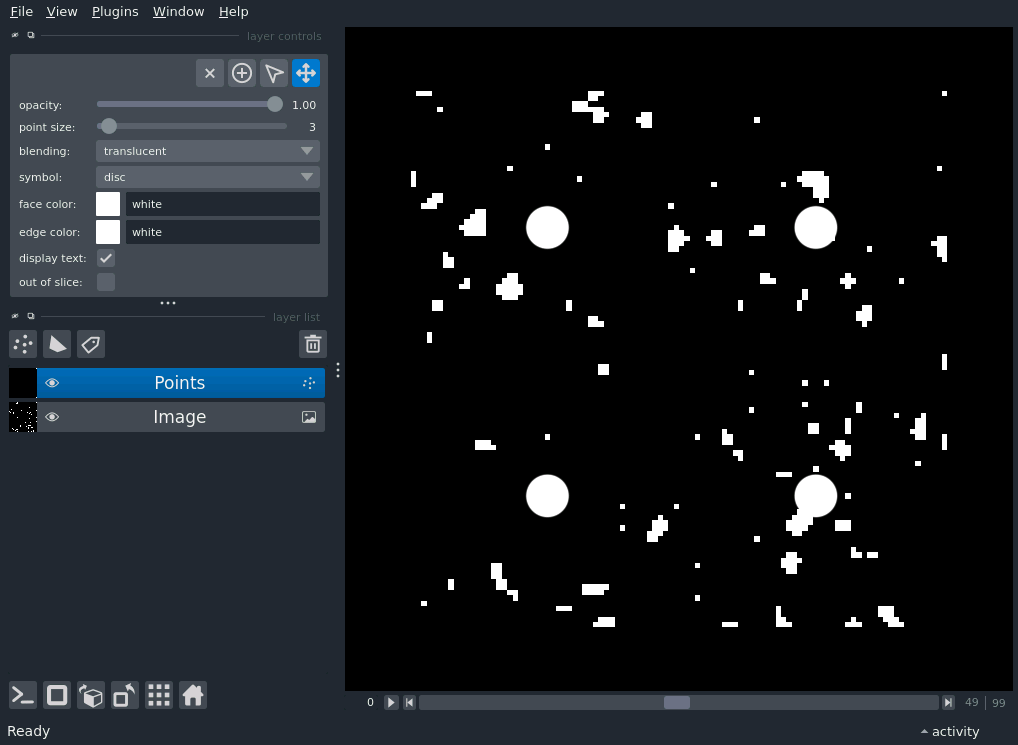 File View Plugins Window Help
layer controls
opacity: 1.00
point size: 3
blending: translucent
symbol: disc
face color: white
edge color: white
display text:
out of slice:
layer list
Points
Image
0 49 | 99
Ready activity